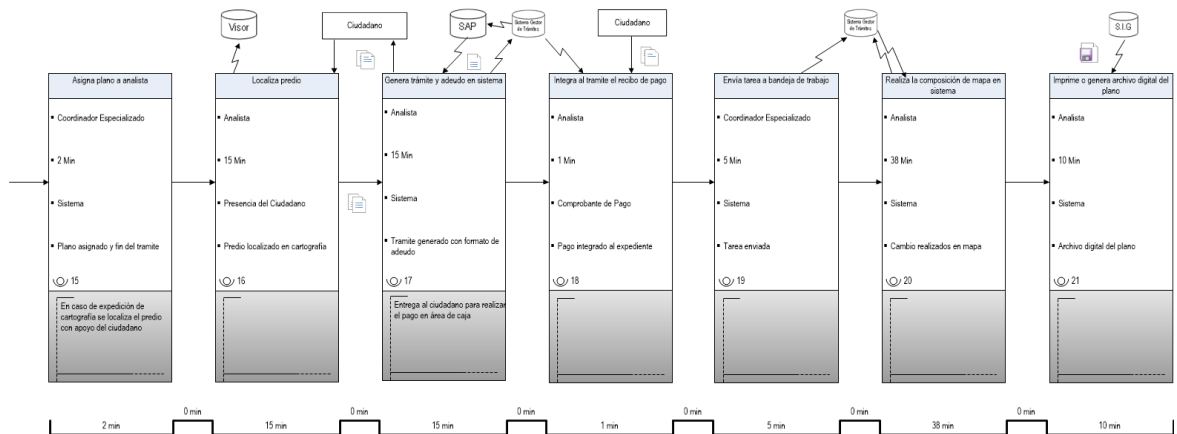 Visor
Ciudadano
SAP
Sistema Gestor
de Trámites
Ciudadano
Sistema Gestor
de Trámites
S.I.G
Asigna plano a analista
▪ Coordinador Especializado
▪ 2 Min
▪ Sistema
▪ Plano asignado y fin del tramite
15
En caso de expedición de
cartografía se localiza el predio
con apoyo del ciudadano
Localiza predio
▪ Analista
▪ 15 Min
▪ Presencia del Ciudadano
▪ Predio localizado en cartografía
16
Genera trámite y adeudo en sistema
▪ Analista
▪ 15 Min
▪ Sistema
▪ Tramite generado con formato de
adeudo
17
Entrega al ciudadano para realizar
el pago en área de caja
Integra al tramite el recibo de pago
▪ Analista
▪ 1 Min
▪ Comprobante de Pago
▪ Pago integrado al expediente
18
Envía tarea a bandeja de trabajo
▪ Coordinador Especializado
▪ 5 Min
▪ Sistema
▪ Tarea enviada
19
Realiza la composición de mapa en
sistema
▪ Analista
▪ 38 Min
▪ Sistema
▪ Cambio realizados en mapa
20
Imprime o genera archivo digital del
plano
▪ Analista
▪ 10 Min
▪ Sistema
▪ Archivo digital del plano
21
0 min
0 min
0 min
0 min
0 min
0 min
2 min
15 min
15 min
1 min
5 min
38 min
10 min